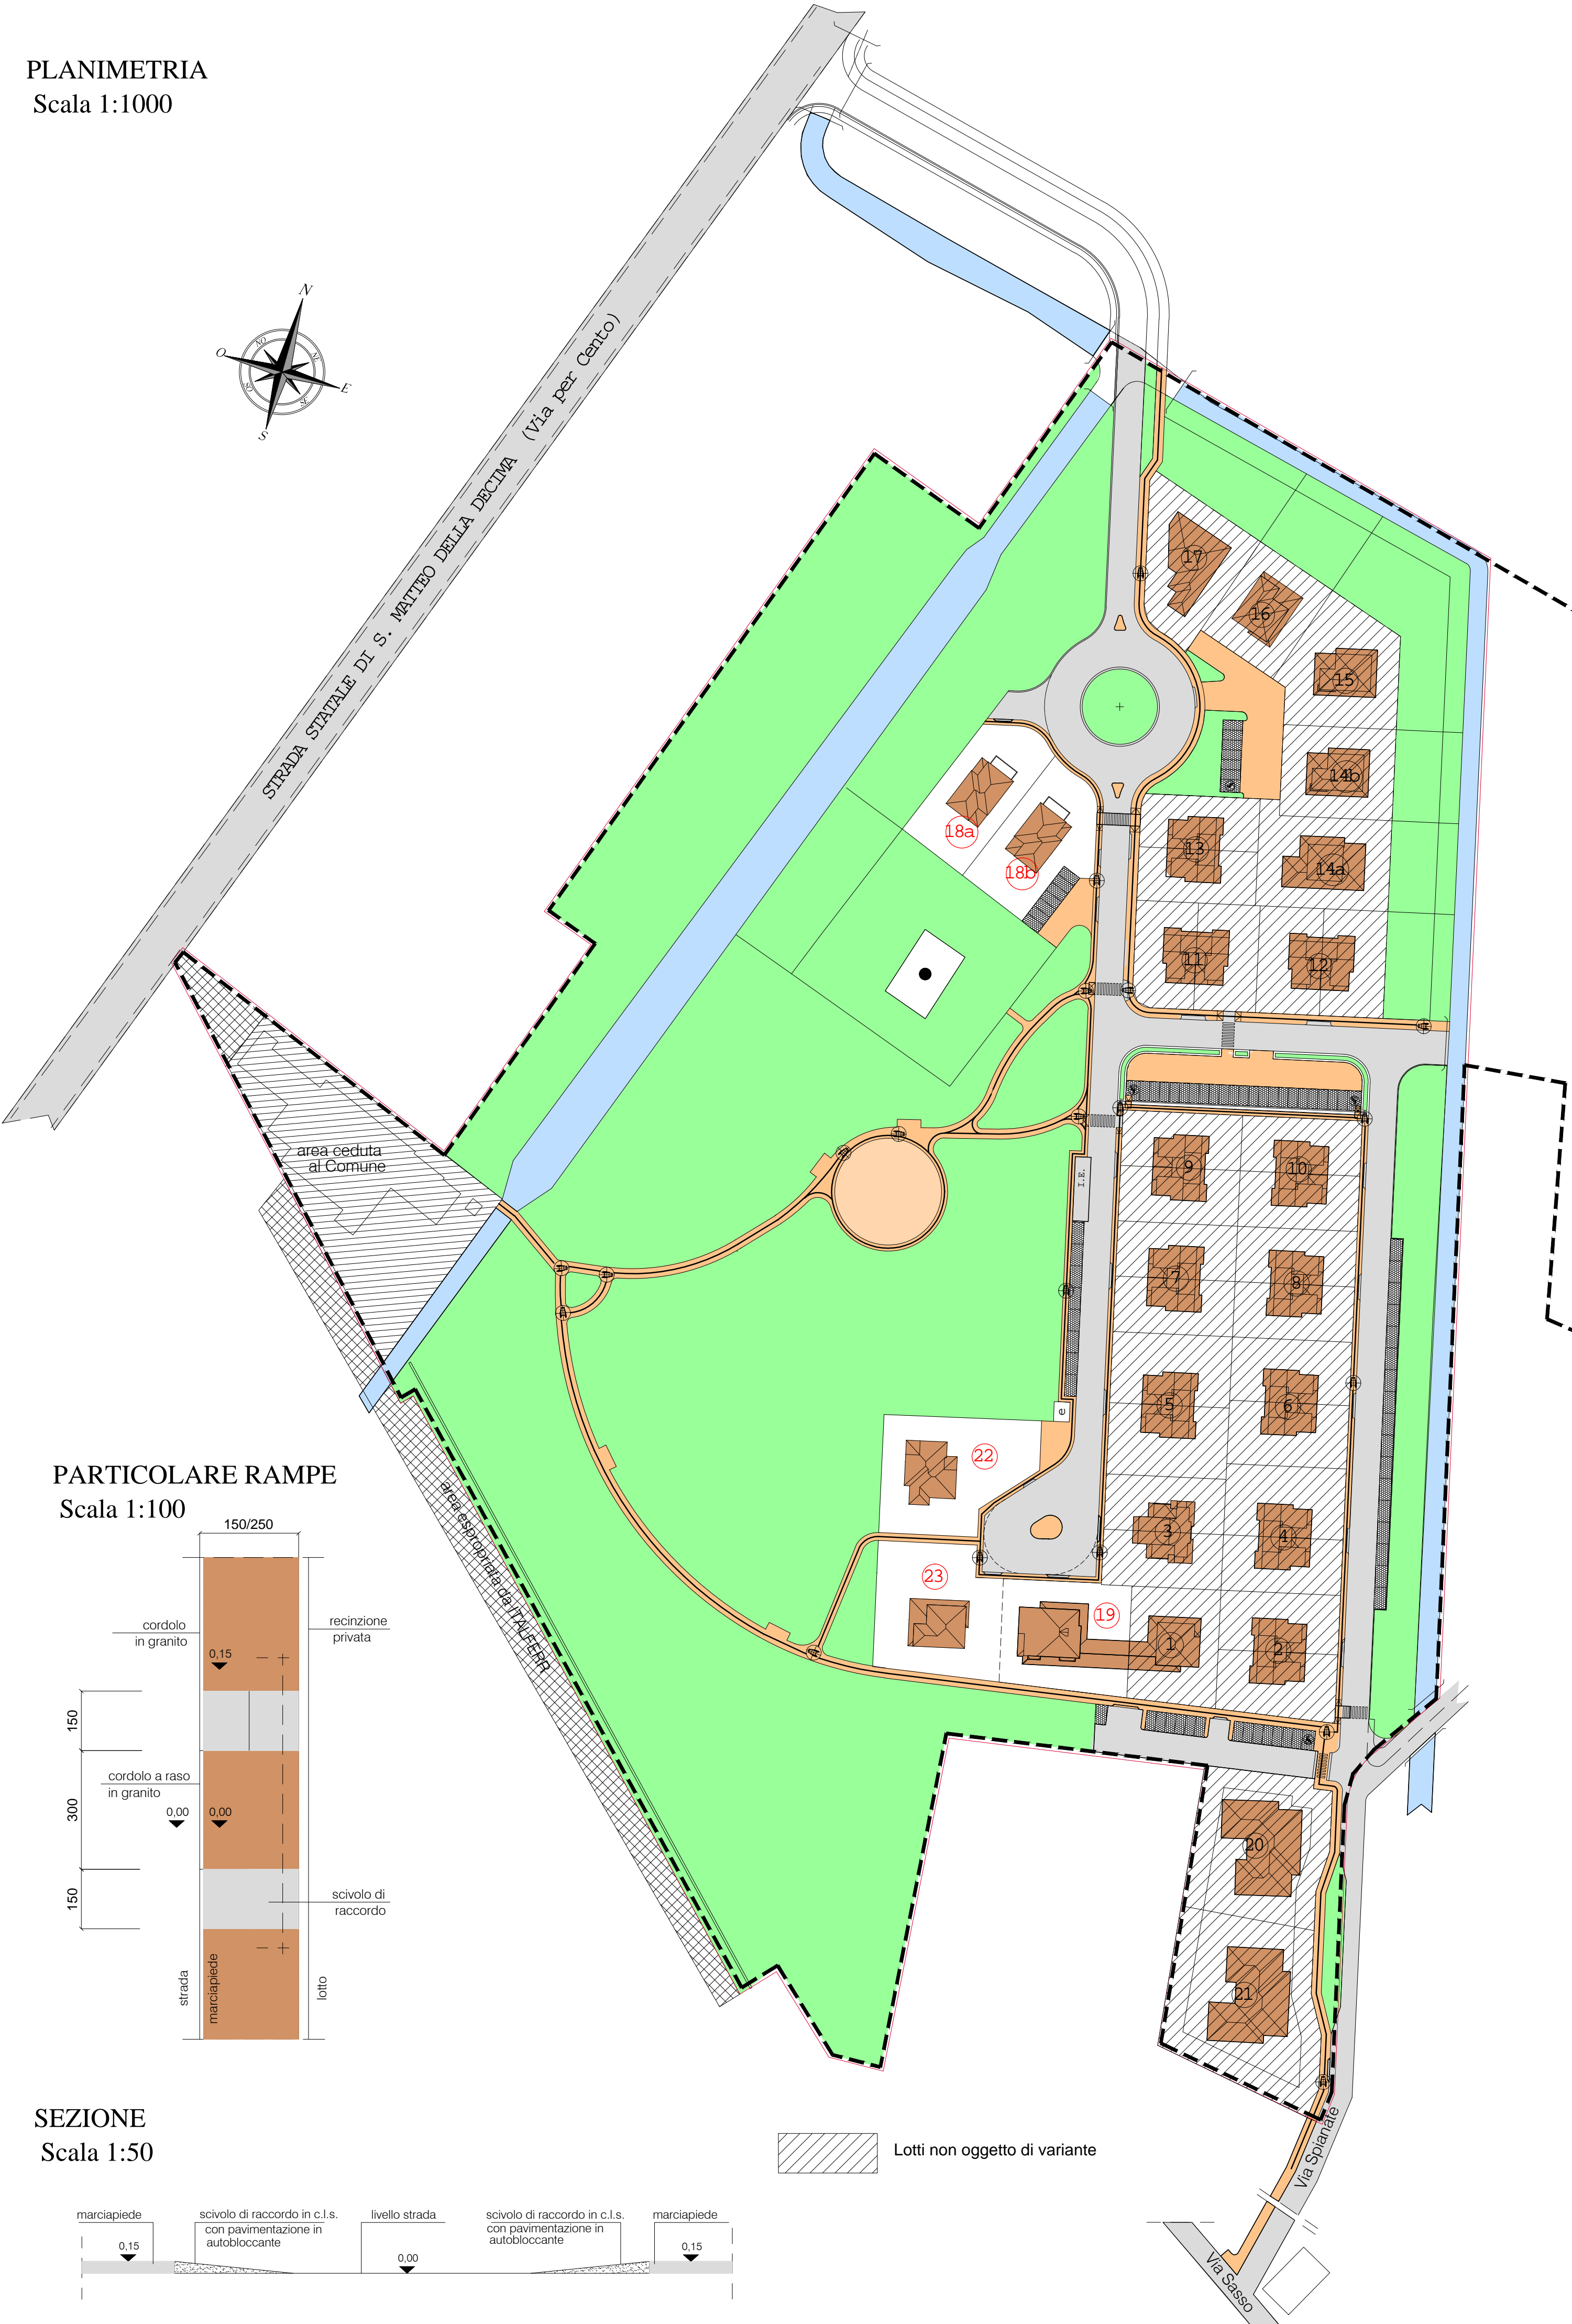 PLANIMETRIA
Scala 1:1000
N
NO
NE
O
E
SO
SE
S
STRADA STATALE DI S. MATTEO DELLA DECIMA (Via per Cento)
17
16
15
14b
18a
18b
13
14a
11
12
area ceduta
al Comune
I.E.
9
10
7
8
5
6
e
22
3
4
23
19
1
2
area espropriata da ITALFERR
20
21
Via Spianate
Via Sasso
PARTICOLARE RAMPE
Scala 1:100
150/250
cordolo
in granito
recinzione
privata
0,15
150
cordolo a raso
in granito
300
0,00
0,00
150
scivolo di
raccordo
strada
marciapiede
lotto
SEZIONE
Scala 1:50
Lotti non oggetto di variante
marciapiede
scivolo di raccordo in c.l.s.
con pavimentazione in
autobloccante
livello strada
scivolo di raccordo in c.l.s.
con pavimentazione in
autobloccante
marciapiede
0,15
0,00
0,15